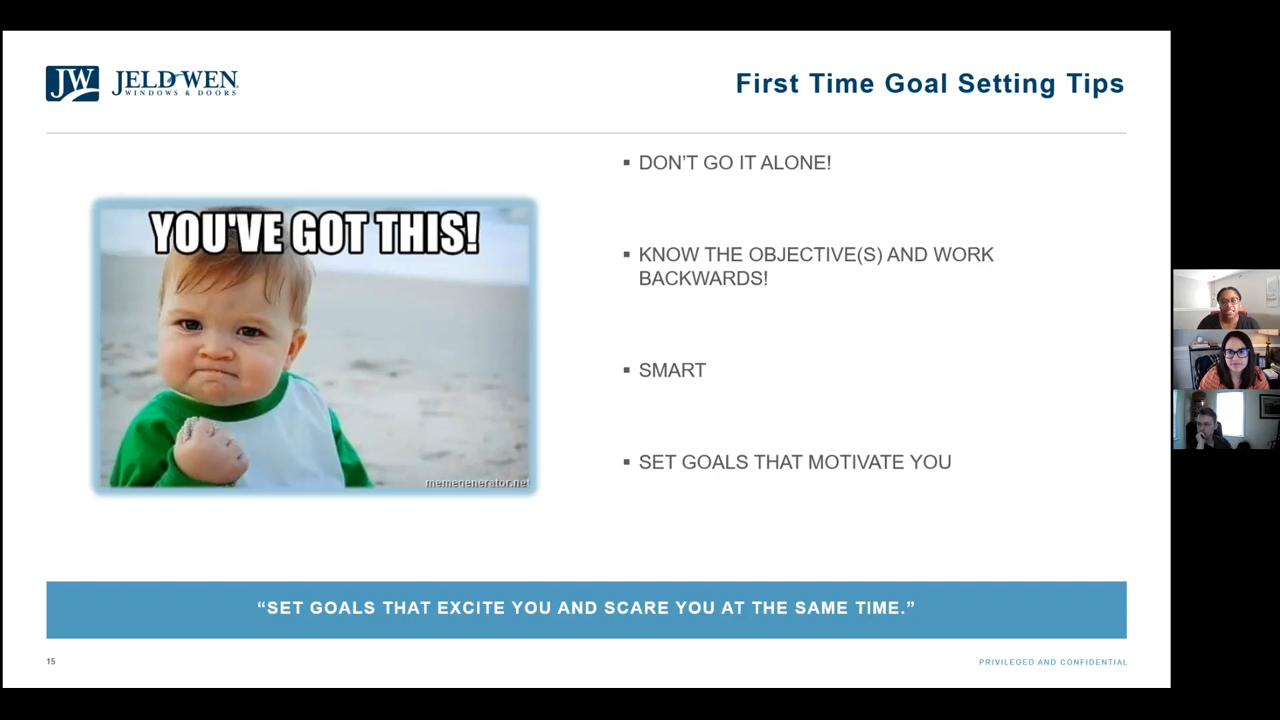 JW JELD-WEN
WINDOWS & DOORS
First Time Goal Setting Tips
YOU'VE GOT THIS!
memegenerator.net
▪ DON'T GO IT ALONE!
▪ KNOW THE OBJECTIVE(S) AND WORK
BACKWARDS!
▪ SMART
▪ SET GOALS THAT MOTIVATE YOU
“SET GOALS THAT EXCITE YOU AND SCARE YOU AT THE SAME TIME.”
15
PRIVILEGED AND CONFIDENTIAL